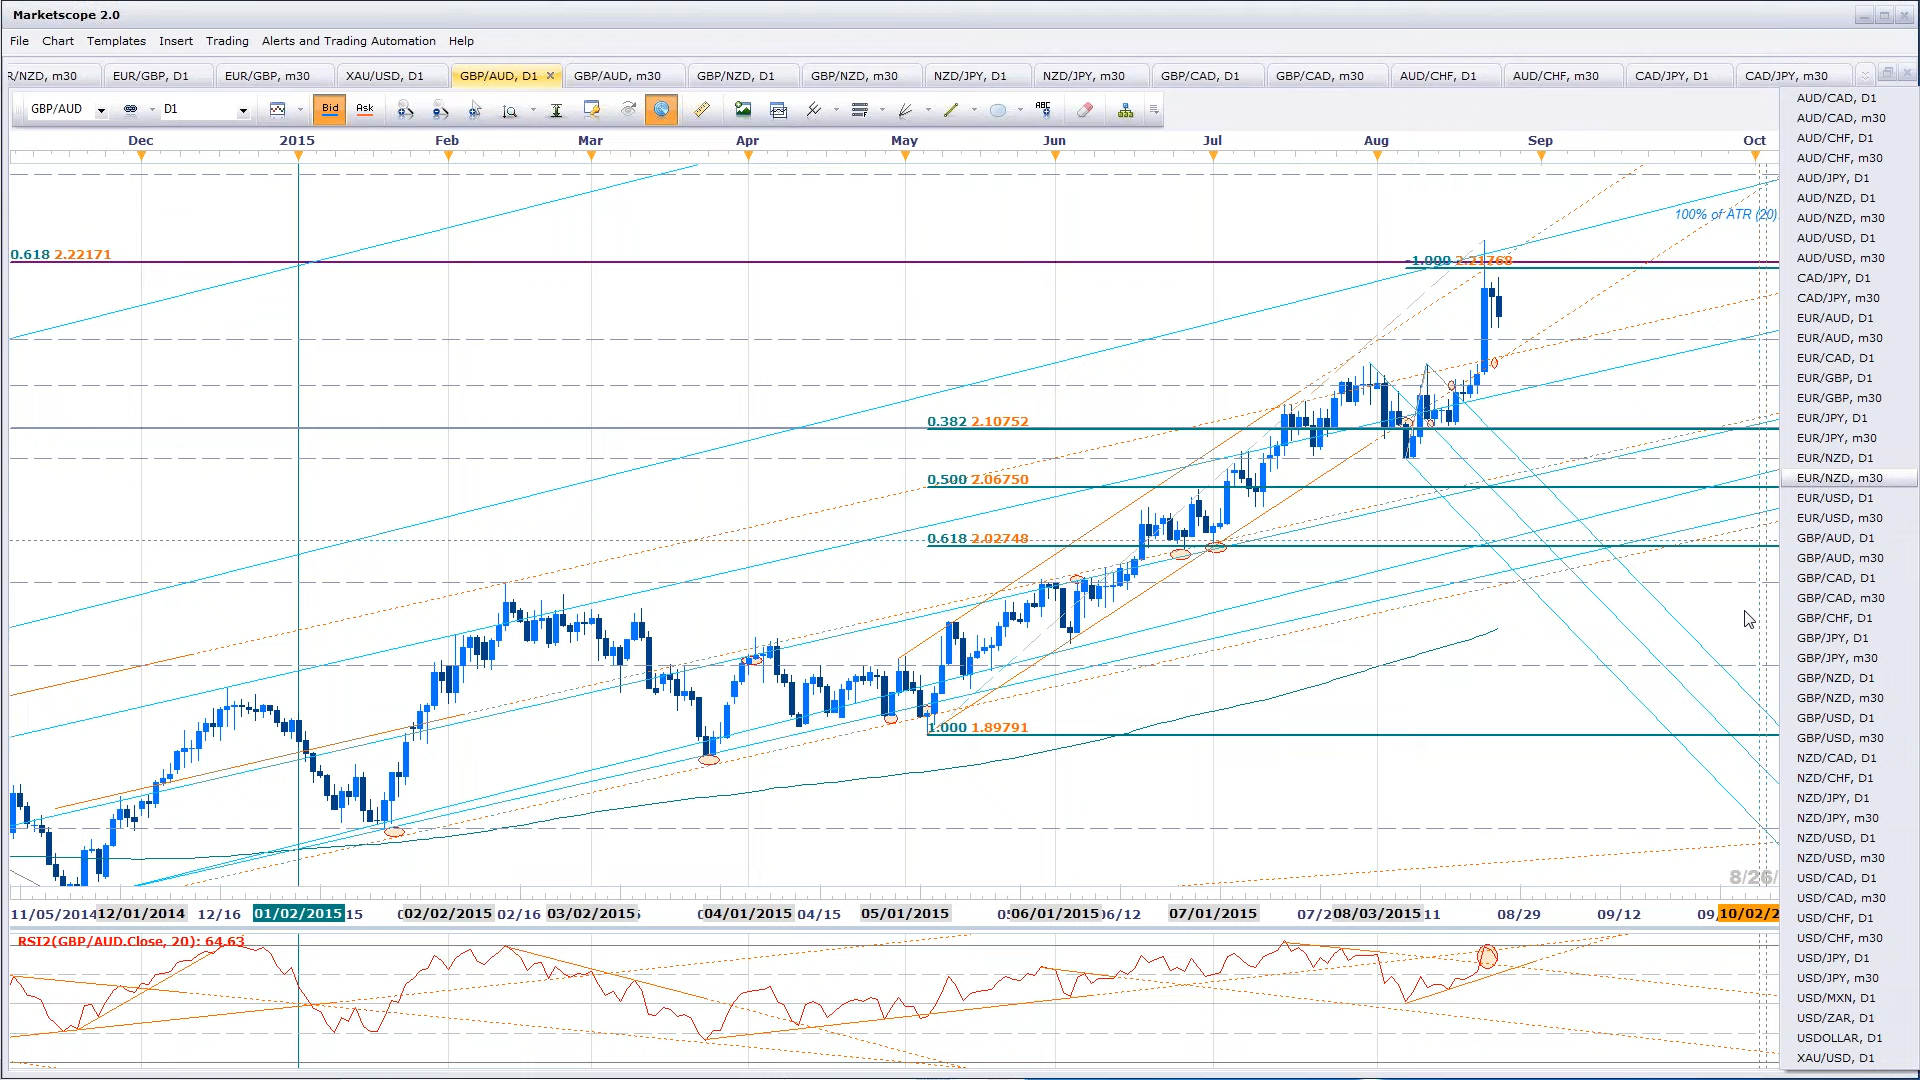 Marketscope 2.0
File Chart Templates Insert Trading Alerts and Trading Automation Help
R/NZD, m30 EUR/GBP, D1 EUR/GBP, m30 XAU/USD, D1 GBP/AUD, D1 GBP/AUD, m30 GBP/NZD, D1 GBP/NZD, m30 NZD/JPY, D1 NZD/JPY, m30 GBP/CAD, D1 GBP/CAD, m30 AUD/CHF, D1 AUD/CHF, m30 CAD/JPY, D1 CAD/JPY, m30
GBP/AUD D1 Bid Ask ABC
Dec 2015 Feb Mar Apr May Jun Jul Aug Sep Oct
100% of ATR (20)
0.618 2.22171
-1.000 2.21768
0.382 2.10752
0.500 2.06750
0.618 2.02748
1.000 1.89791
8/26/
11/05/2014 12/01/2014 12/16 01/02/2015 15 02/02/2015 02/16 03/02/2015 04/01/2015 04/15 05/01/2015 06/01/2015 06/12 07/01/2015 07/2 08/03/2015 11 08/29 09/12 09/ 10/02/2
RSI2(GBP/AUD.Close, 20): 64.63
AUD/CAD, D1
AUD/CAD, m30
AUD/CHF, D1
AUD/CHF, m30
AUD/JPY, D1
AUD/NZD, D1
AUD/NZD, m30
AUD/USD, D1
AUD/USD, m30
CAD/JPY, D1
CAD/JPY, m30
EUR/AUD, D1
EUR/AUD, m30
EUR/CAD, D1
EUR/GBP, D1
EUR/GBP, m30
EUR/JPY, D1
EUR/JPY, m30
EUR/NZD, D1
EUR/NZD, m30
EUR/USD, D1
EUR/USD, m30
GBP/AUD, D1
GBP/AUD, m30
GBP/CAD, D1
GBP/CAD, m30
GBP/CHF, D1
GBP/JPY, D1
GBP/JPY, m30
GBP/NZD, D1
GBP/NZD, m30
GBP/USD, D1
GBP/USD, m30
NZD/CAD, D1
NZD/CHF, D1
NZD/JPY, D1
NZD/JPY, m30
NZD/USD, D1
NZD/USD, m30
USD/CAD, D1
USD/CAD, m30
USD/CHF, D1
USD/CHF, m30
USD/JPY, D1
USD/JPY, m30
USD/MXN, D1
USD/ZAR, D1
USDOLLAR, D1
XAU/USD, D1